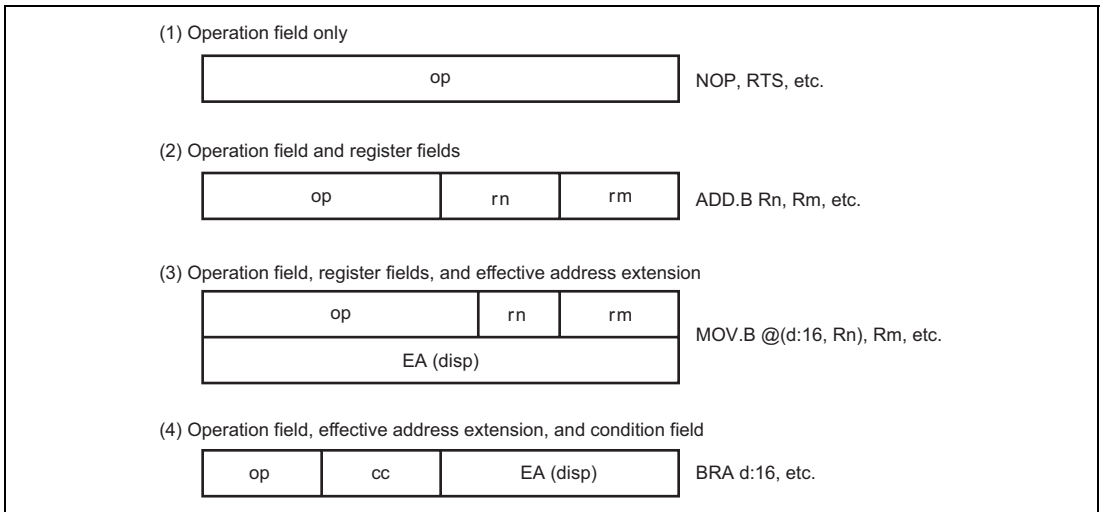 (1) Operation field only
op
NOP, RTS, etc.
(2) Operation field and register fields
op rn rm
ADD.B Rn, Rm, etc.
(3) Operation field, register fields, and effective address extension
op rn rm
EA (disp)
MOV.B @(d:16, Rn), Rm, etc.
(4) Operation field, effective address extension, and condition field
op cc EA (disp)
BRA d:16, etc.